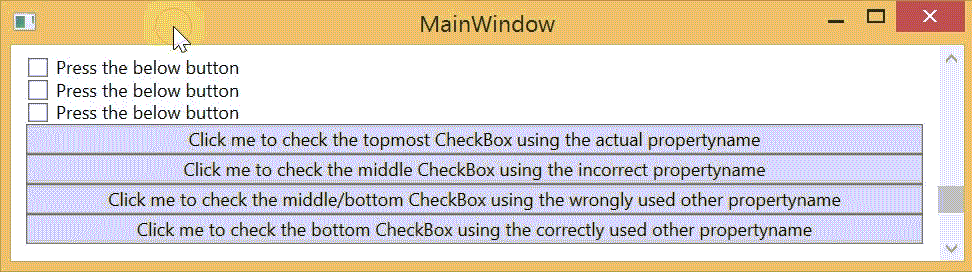 MainWindow
Press the below button
Press the below button
Press the below button
Click me to check the topmost CheckBox using the actual propertyname
Click me to check the middle CheckBox using the incorrect propertyname
Click me to check the middle/bottom CheckBox using the wrongly used other propertyname
Click me to check the bottom CheckBox using the correctly used other propertyname